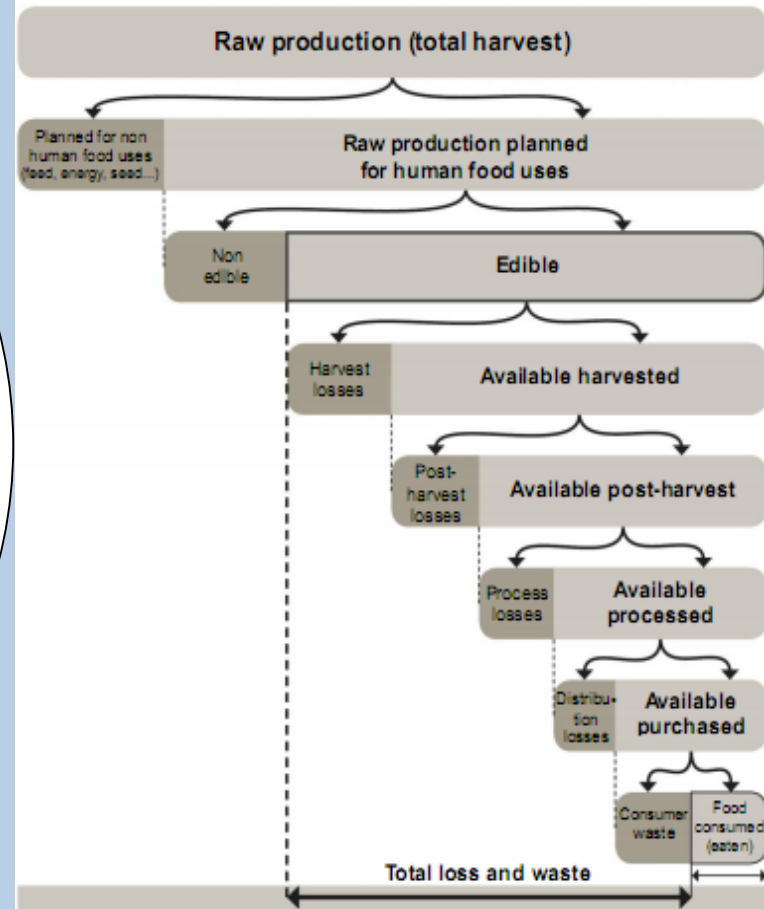 Raw production (total harvest)
Planned for non
human food uses
(feed, energy, seed...)
Raw production planned
for human food uses
Non
edible
Edible
Harvest
losses
Available harvested
Post-
harvest
losses
Available post-harvest
Process
losses
Available
processed
Distribu-
tion
losses
Available
purchased
Consumer
waste
Food
consumed
(eaten)
Total loss and waste